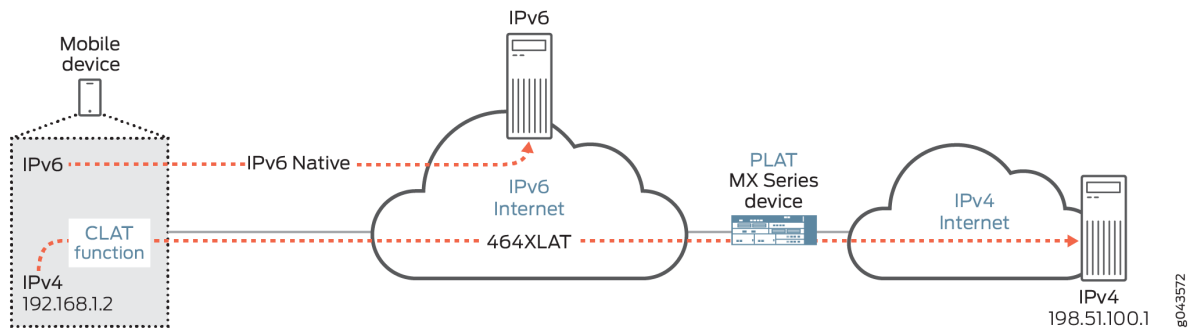 IPv6
Mobile
device
IPv6
IPv6 Native
IPv6
Internet
PLAT
MX Series
device
IPv4
Internet
CLAT
function
464XLAT
IPv4
192.168.1.2
IPv4
198.51.100.1
g043572